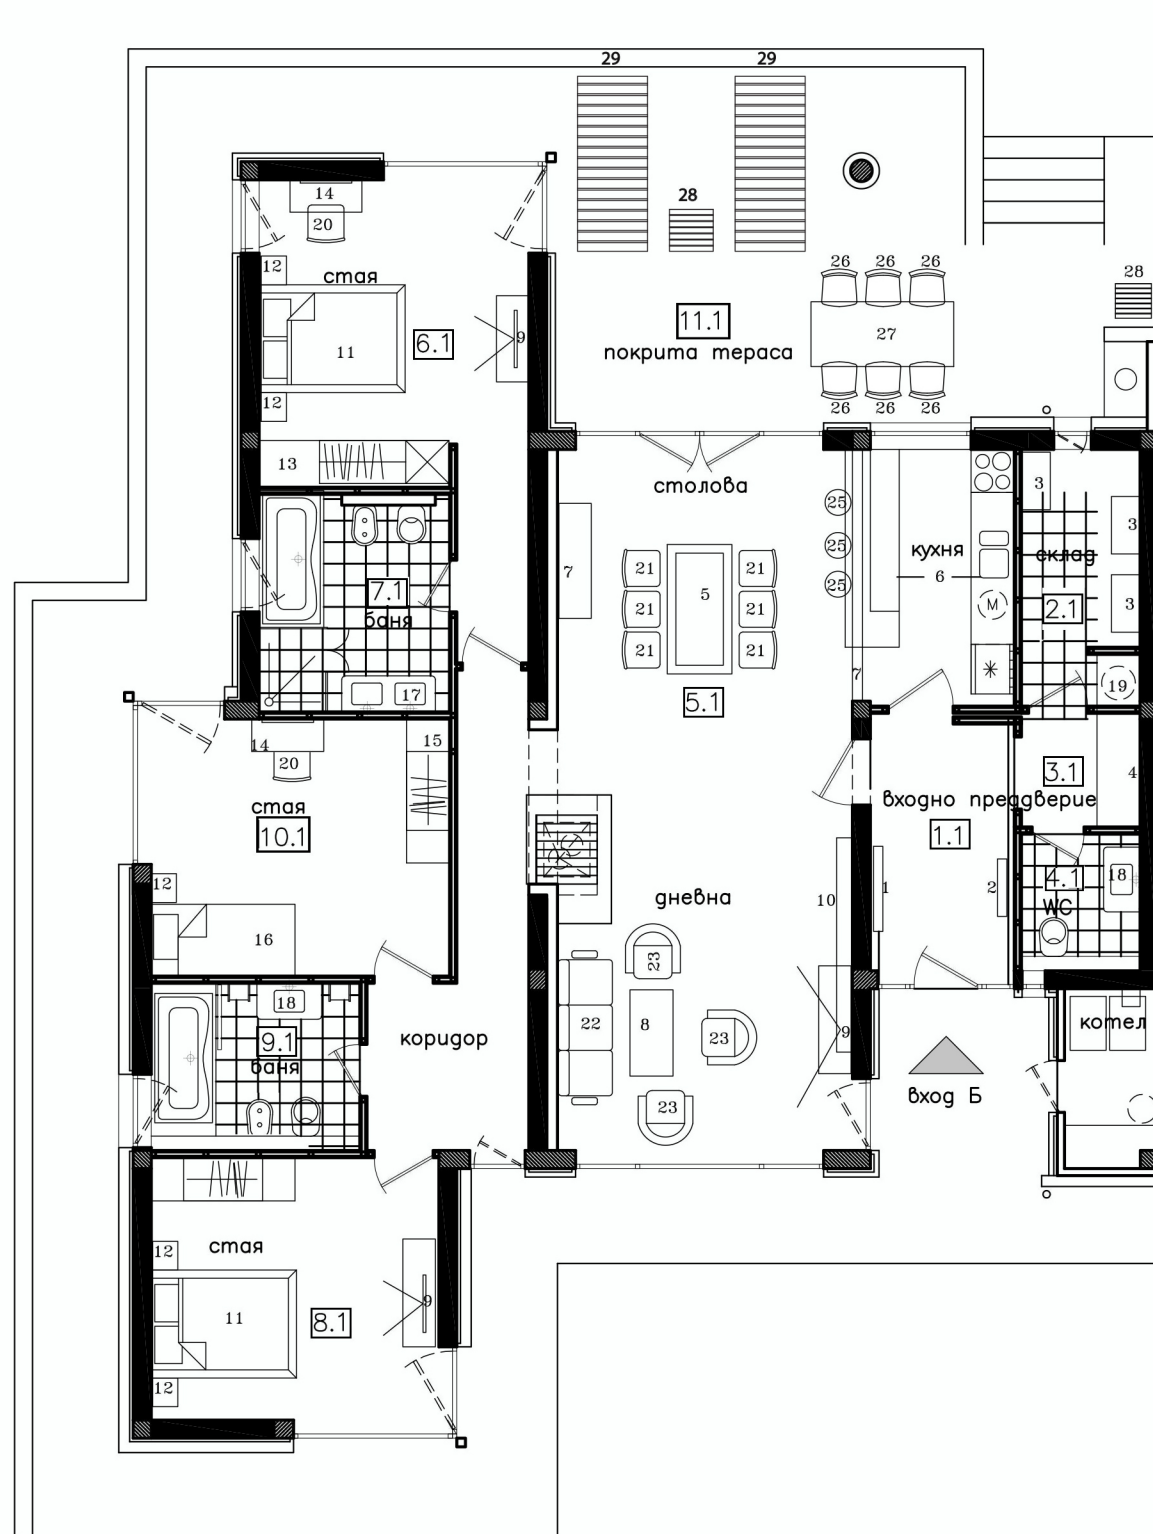 29 29
28
14
20
12
стая
11
6.1
9
12
11.1
покрита тераса
26 26 26
27
26 26 26
28
13
столова
3
25
25
25
кухня
6
склад
3
3
M
2.1
7
21 21
21 5 21
21 21
7.1
баня
17
5.1
7
19
14
20
15
стая
10.1
3.1
4
входно преддверие
1.1
12
16
дневна
10
1
2
4.1
18
WC
23
18
9.1
баня
коридор
22
8
23
9
23
котел
вход Б
12
стая
11
8.1
9
12